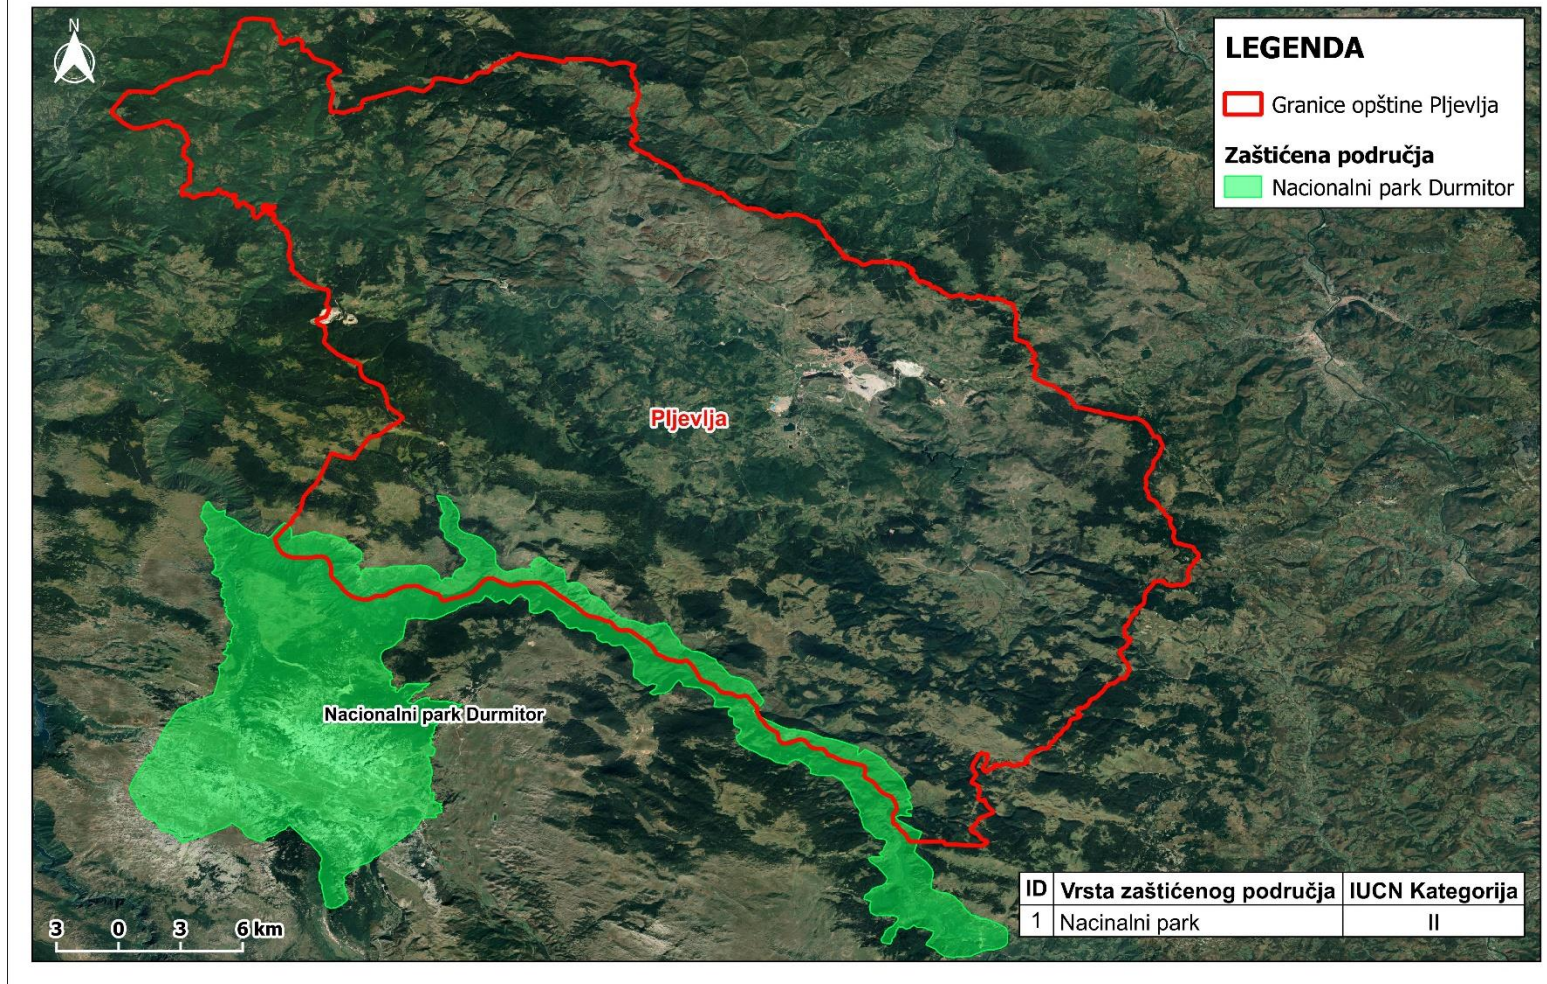 N
LEGENDA
Granice opštine Pljevlja
Zaštićena područja
Nacionalni park Durmitor
Pljevlja
Nacionalni park Durmitor
ID Vrsta zaštićenog područja IUCN Kategorija
1 Nacinalni park II
3 0 3 6 km